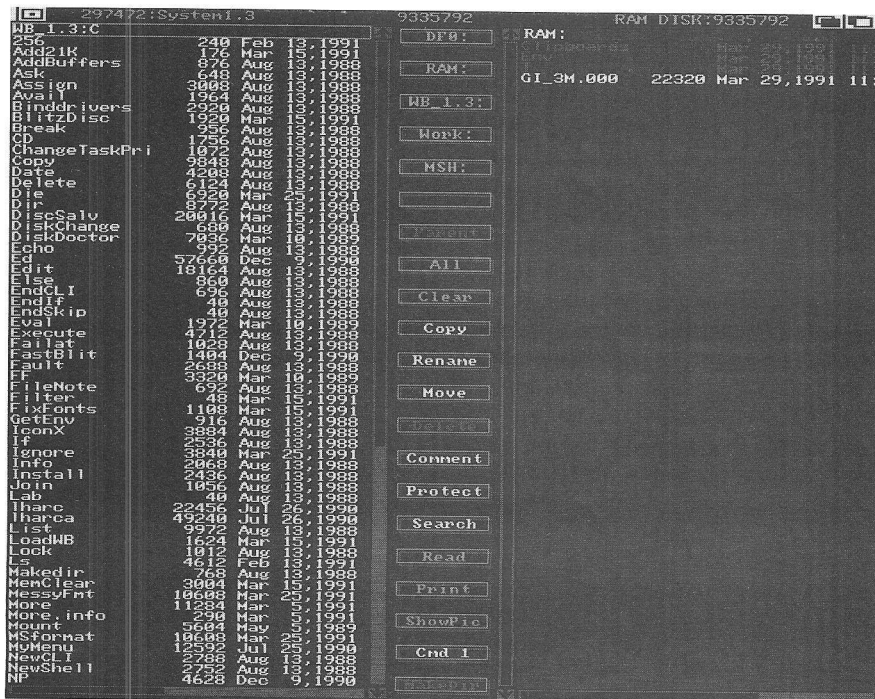 297472:System1.3 9335792 RAM DISK:9335792
WB_1.3:C
256 240 Feb 13,1991
Add21K 176 Mar 13,1991
AddBuffers 876 Aug 13,1988
Ask 648 Aug 13,1988
Assign 3008 Aug 13,1988
Avail 1964 Aug 13,1988
Binddrivers 2920 Aug 13,1988
BlitzDisc 1920 Mar 15,1991
Break 956 Aug 13,1988
CD 1756 Aug 13,1988
ChangeTaskPri 1072 Aug 13,1988
Copy 9848 Aug 13,1988
Date 4208 Aug 13,1988
Delete 6124 Aug 13,1988
Die 6920 Mar 25,1991
Dir 8772 Aug 13,1988
DiscSalv 20016 Mar 15,1991
DiskChange 680 Aug 13,1988
DiskDoctor 7036 Mar 10,1989
Echo 992 Aug 13,1988
Ed 57660 Dec 9,1990
Edit 18164 Aug 13,1988
Else 860 Aug 13,1988
EndCLI 696 Aug 13,1988
EndIf 40 Aug 13,1988
EndSkip 40 Aug 13,1988
Eval 1972 Mar 10,1989
Execute 4712 Aug 13,1988
Failat 1028 Aug 13,1988
FastBlit 1404 Dec 9,1990
Fault 2688 Aug 13,1988
FF 3320 Mar 10,1989
FileNote 692 Aug 13,1988
Filter 48 Mar 15,1991
FixFonts 1108 Mar 15,1991
GetEnv 916 Aug 13,1988
IconX 3884 Aug 13,1988
If 2536 Aug 13,1988
Ignore 3840 Mar 25,1991
Info 2068 Aug 13,1988
Install 2436 Aug 13,1988
Join 1056 Aug 13,1988
Lab 40 Aug 13,1988
lharc 22456 Jul 26,1990
lharca 49240 Jul 26,1990
List 9972 Aug 13,1988
LoadWB 1624 Mar 15,1991
Lock 1012 Aug 13,1988
Ls 4612 Feb 13,1991
Makedir 768 Aug 13,1988
MemClear 3004 Mar 15,1991
MessyFmt 10608 Mar 25,1991
More 11284 Mar 5,1991
More.info 290 Mar 5,1991
Mount 5604 May 5,1989
MSformat 10608 Mar 25,1991
MyMenu 12592 Jul 25,1990
NewCLI 2788 Aug 13,1988
NewShell 2752 Aug 13,1988
NP 4628 Dec 9,1990
DF0:
RAM:
WB_1.3:
Work:
MSH:
Parent
All
Clear
Copy
Rename
Move
Delete
Comment
Protect
Search
Read
Print
ShowPic
Cmd 1
RAM:
GI_3M.000 22320 Mar 29,1991 11: